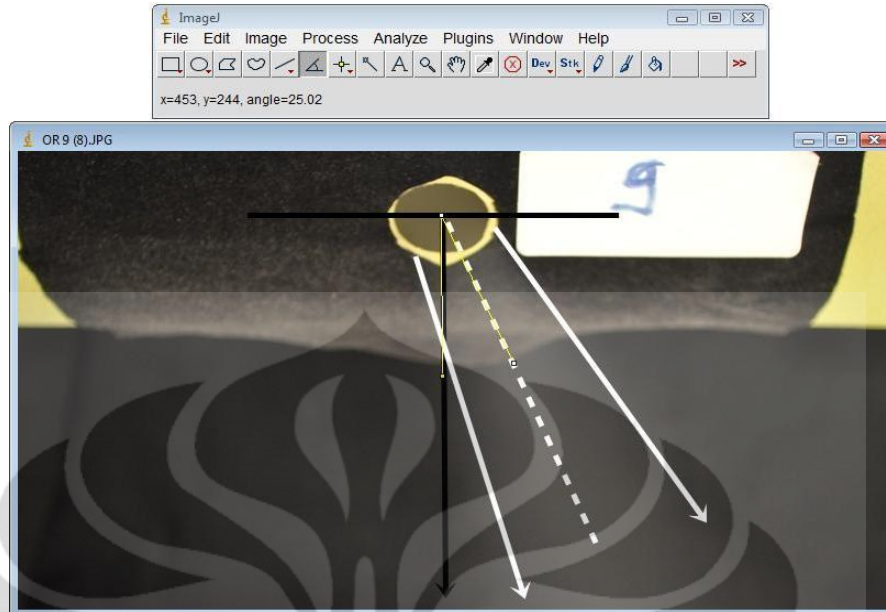 ImageJ
File Edit Image Process Analyze Plugins Window Help
A Dev Stk >>
x=453, y=244, angle=25.02
OR 9 (8).JPG
9